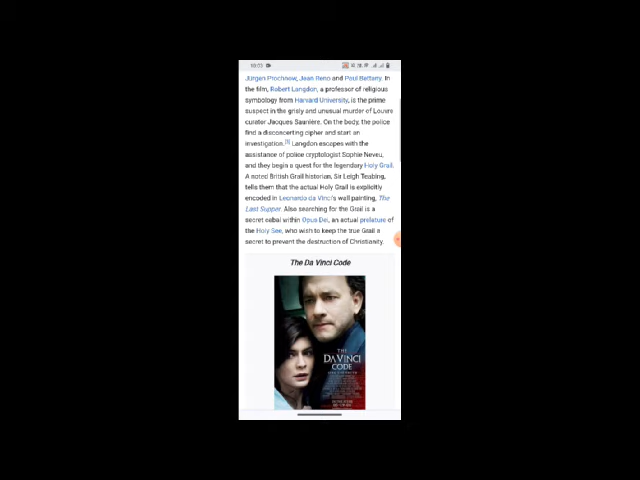 Jürgen Prochnow, Jean Reno and Paul Bettany. In
the film, Robert Langdon, a professor of religious
symbology from Harvard University, is the prime
suspect in the grisly and unusual murder of Louvre
curator Jacques Saunière. On the body, the police
find a disconcerting cipher and start an
investigation.
Langdon escapes with the
assistance of police cryptologist Sophie Neveu,
and they begin a quest for the legendary Holy Grail.
A noted British Grail historian, Sir Leigh Teabing,
tells them that the actual Holy Grail is explicitly
encoded in Leonardo da Vinci's wall painting, The
Last Supper. Also searching for the Grail is a
secret cabal within Opus Dei, an actual prelature of
the Holy See, who wish to keep the true Grail a
secret to prevent the destruction of Christianity.
The Da Vinci Code
THE
DA VINCI
CODE